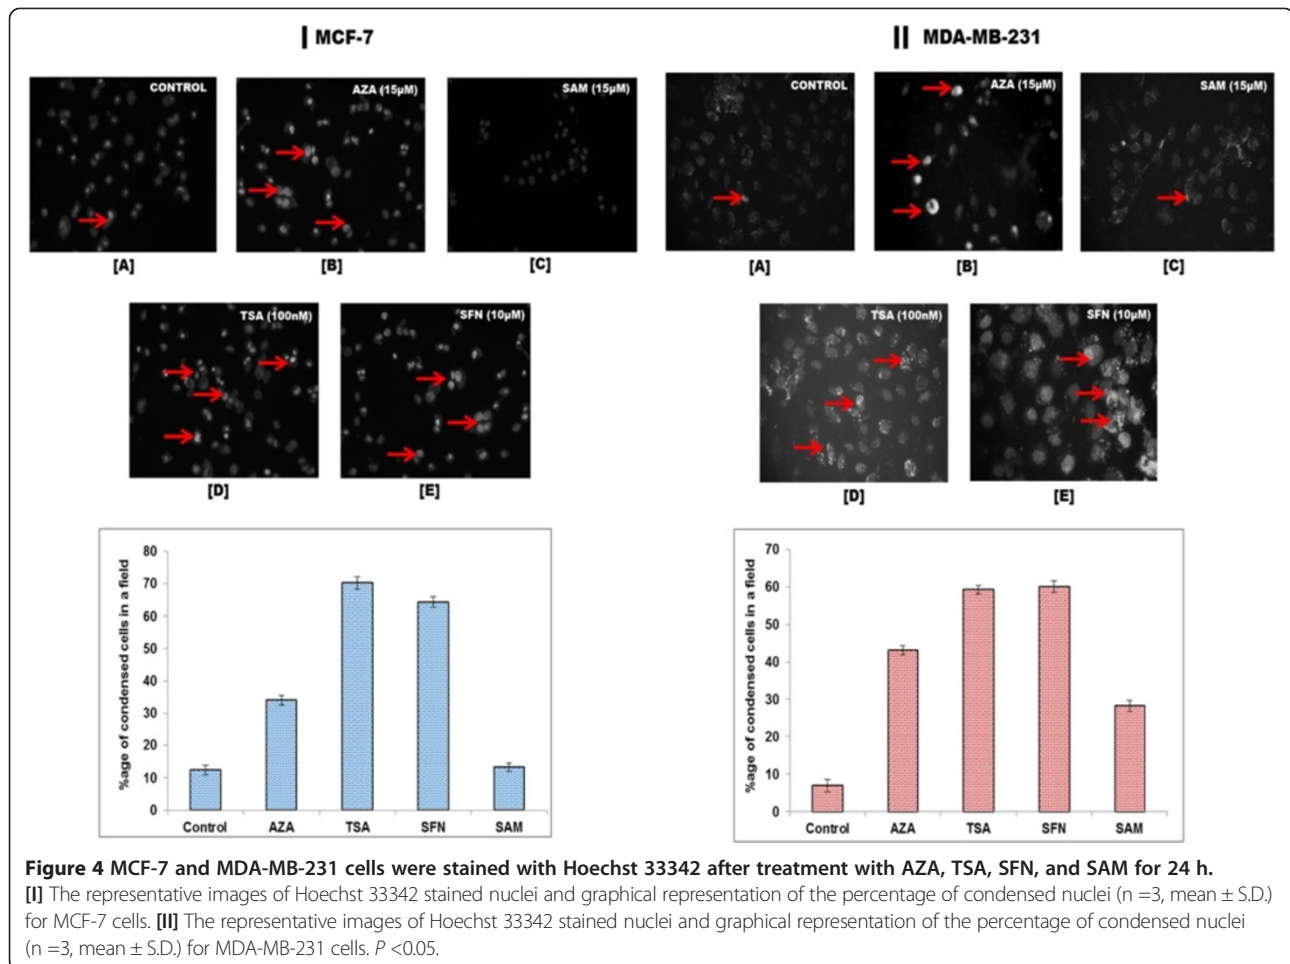 I MCF-7
II MDA-MB-231
CONTROL
AZA (15µM)
SAM (15µM)
CONTROL
AZA (15µM)
SAM (15µM)
[A]
[B]
[C]
[A]
[B]
[C]
TSA (100nM)
SFN (10µM)
TSA (100nM)
SFN (10µM)
[D]
[E]
[D]
[E]
%age of condensed cells in a field
80
70
60
50
40
30
20
10
0
Control AZA TSA SFN SAM
%age of condensed cells in a field
70
60
50
40
30
20
10
0
Control AZA TSA SFN SAM
Figure 4 MCF-7 and MDA-MB-231 cells were stained with Hoechst 33342 after treatment with AZA, TSA, SFN, and SAM for 24 h.
[I] The representative images of Hoechst 33342 stained nuclei and graphical representation of the percentage of condensed nuclei (n =3, mean ± S.D.)
for MCF-7 cells. [II] The representative images of Hoechst 33342 stained nuclei and graphical representation of the percentage of condensed nuclei
(n =3, mean ± S.D.) for MDA-MB-231 cells. P <0.05.